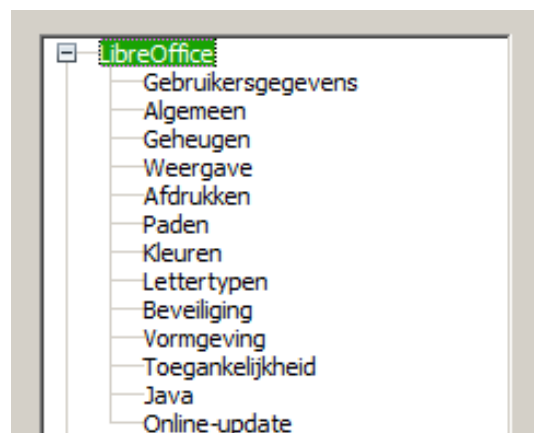 LibreOffice
Gebruikersgegevens
Algemeen
Geheugen
Weergave
Afdrukken
Paden
Kleuren
Lettertypen
Beveiliging
Vormgeving
Toegankelijkheid
Java
Online-update